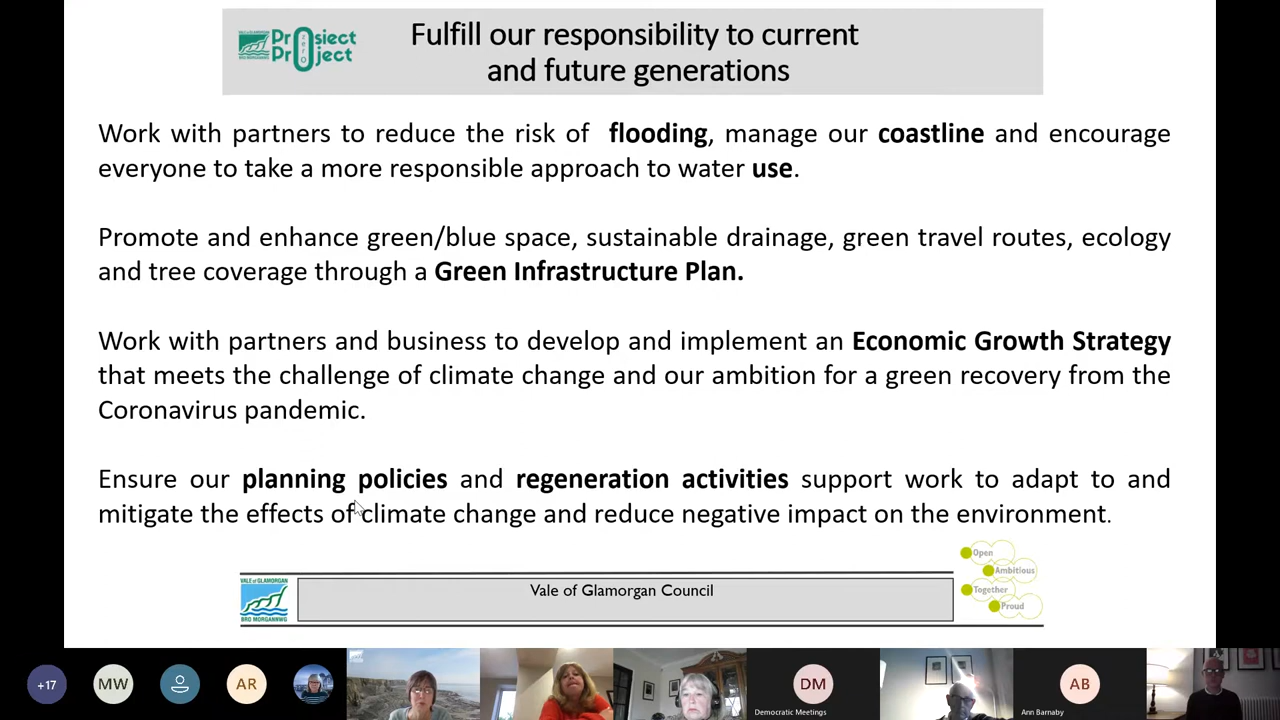 Prosiect
zero
Project
VALE of GLAMORGAN
BRO MORGANNWG
Fulfill our responsibility to current
and future generations
Work with partners to reduce the risk of flooding, manage our coastline and encourage
everyone to take a more responsible approach to water use.
Promote and enhance green/blue space, sustainable drainage, green travel routes, ecology
and tree coverage through a Green Infrastructure Plan.
Work with partners and business to develop and implement an Economic Growth Strategy
that meets the challenge of climate change and our ambition for a green recovery from the
Coronavirus pandemic.
Ensure our planning policies and regeneration activities support work to adapt to and
mitigate the effects of climate change and reduce negative impact on the environment.
VALE of GLAMORGAN
BRO MORGANNWG
Vale of Glamorgan Council
Open
Ambitious
Together
Proud
+17
MW
AR
DM
Democratic Meetings
AB
Ann Barnaby